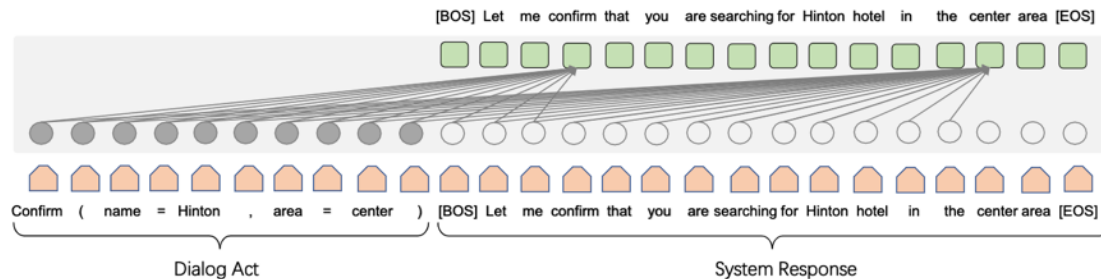 [BOS] Let me confirm that you are searching for Hinton hotel in the center area [EOS]
Confirm ( name = Hinton , area = center ) [BOS] Let me confirm that you are searching for Hinton hotel in the center area [EOS]
Dialog Act System Response